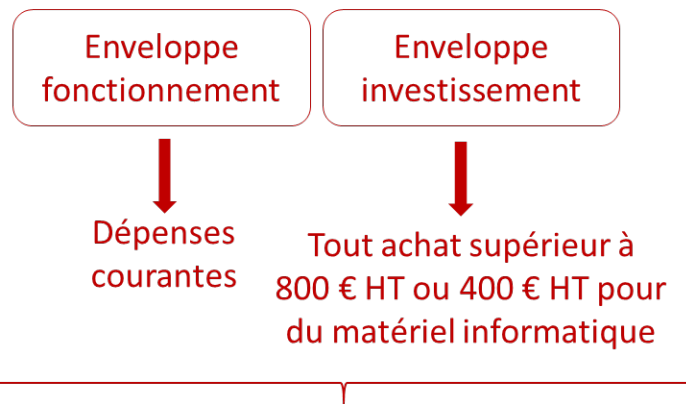 Enveloppe
fonctionnement
Enveloppe
investissement
Dépenses
courantes
Tout achat supérieur à
800 € HT ou 400 € HT pour
du matériel informatique